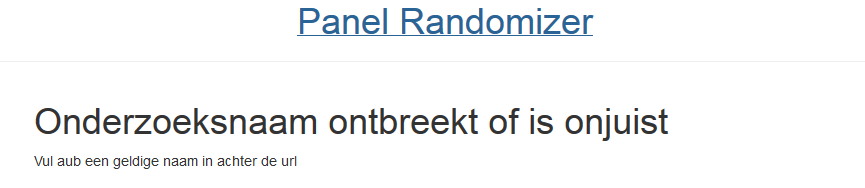 Panel Randomizer
Onderzoeksnaam ontbreekt of is onjuist
Vul aub een geldige naam in achter de url